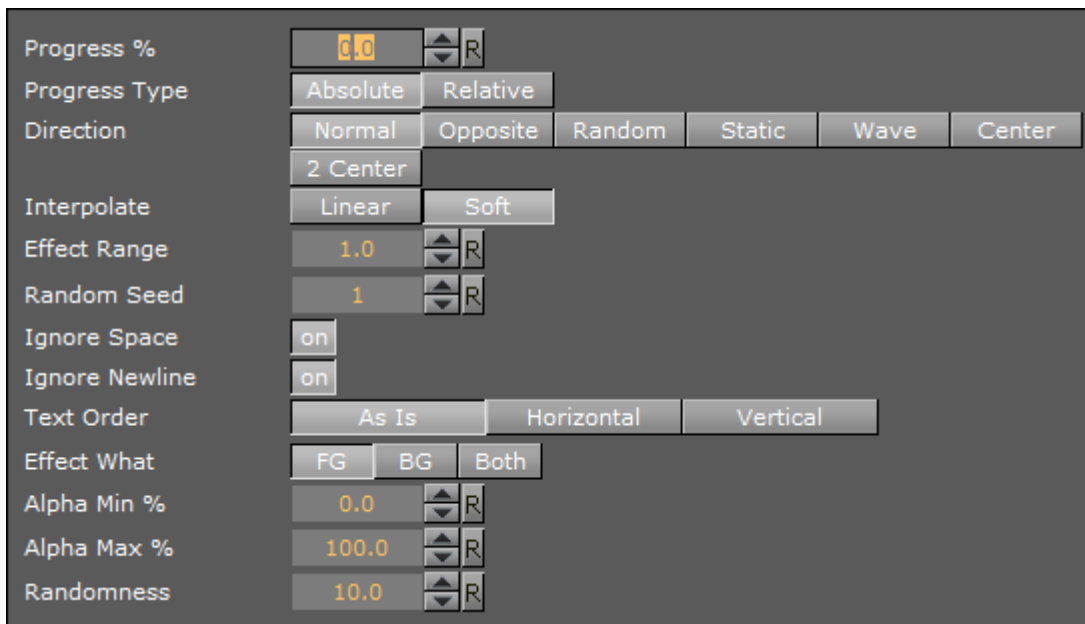 Progress % 0.0 R
Progress Type Absolute Relative
Direction Normal Opposite Random Static Wave Center
2 Center
Interpolate Linear Soft
Effect Range 1.0 R
Random Seed 1 R
Ignore Space on
Ignore Newline on
Text Order As Is Horizontal Vertical
Effect What FG BG Both
Alpha Min % 0.0 R
Alpha Max % 100.0 R
Randomness 10.0 R